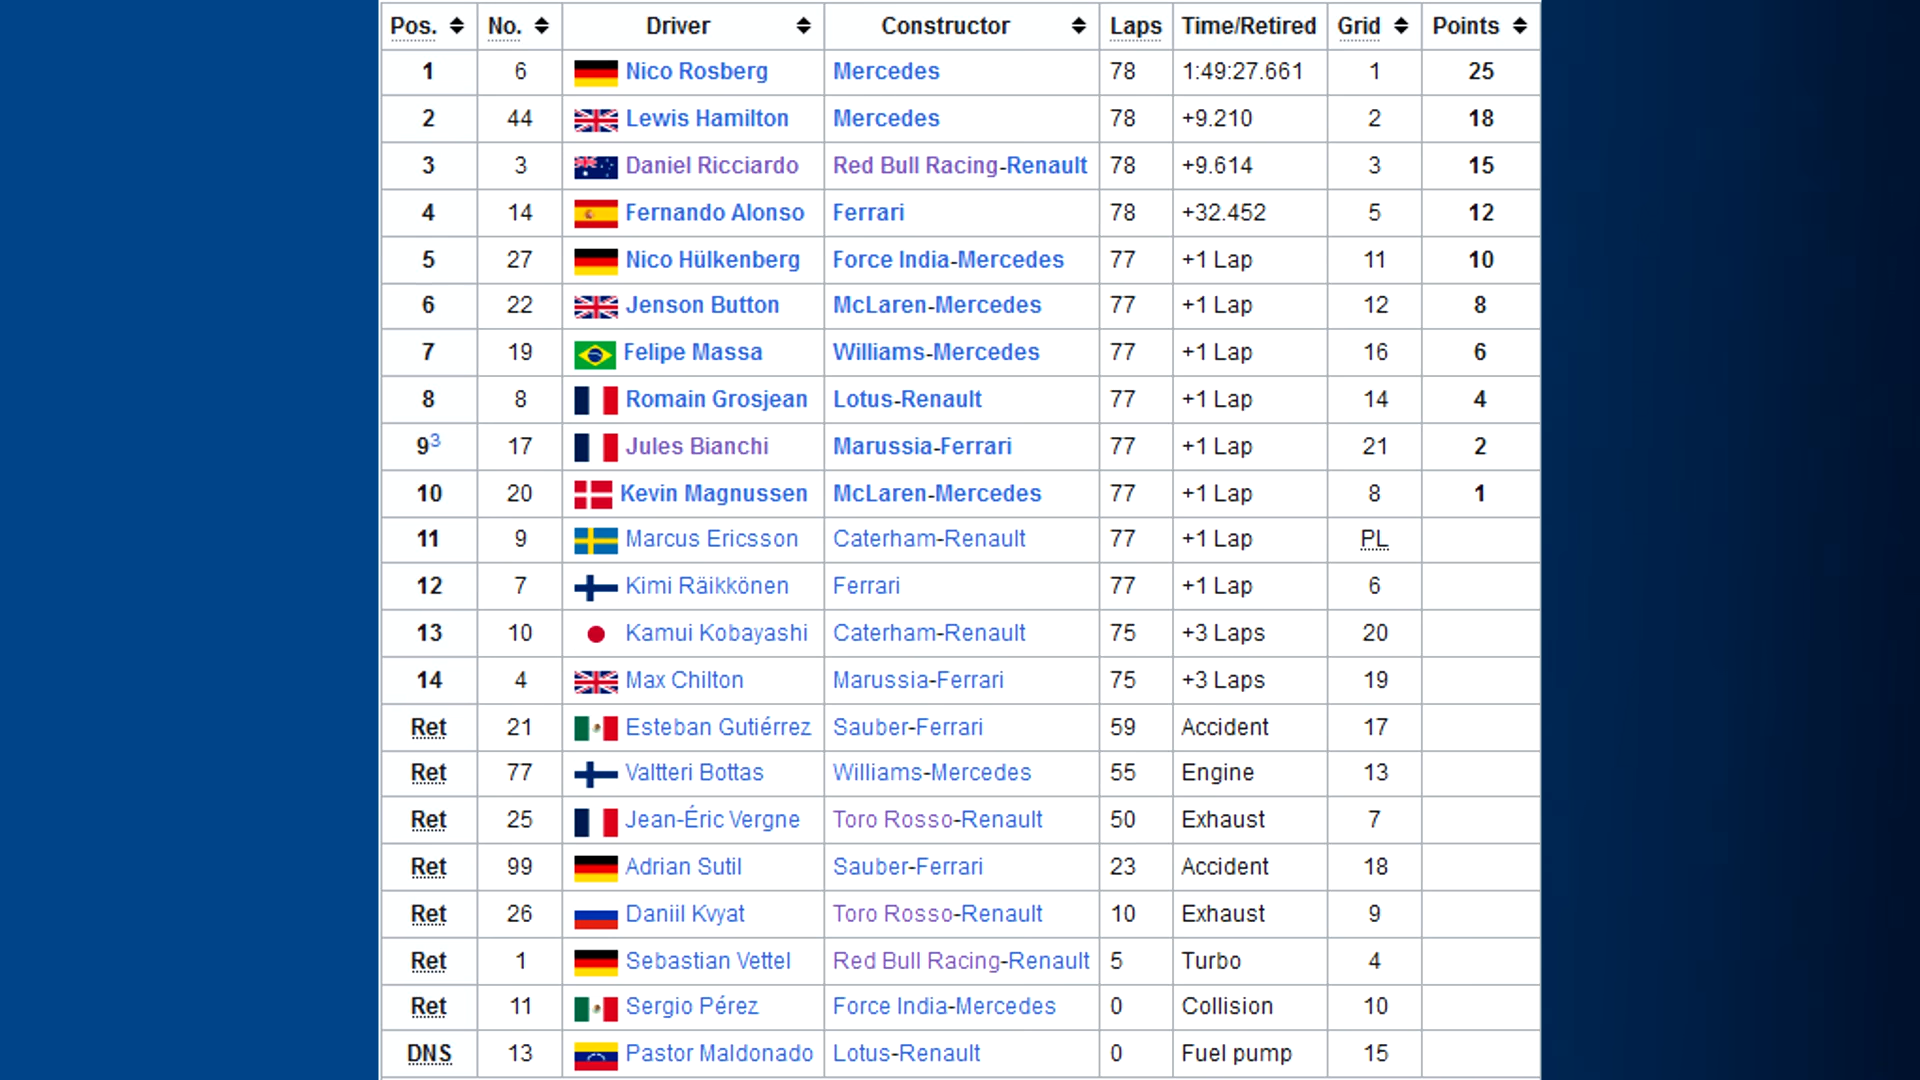 Pos. No. Driver Constructor Laps Time/Retired Grid Points
1 6 Nico Rosberg Mercedes 78 1:49:27.661 1 25
2 44 Lewis Hamilton Mercedes 78 +9.210 2 18
3 3 Daniel Ricciardo Red Bull Racing-Renault 78 +9.614 3 15
4 14 Fernando Alonso Ferrari 78 +32.452 5 12
5 27 Nico Hülkenberg Force India-Mercedes 77 +1 Lap 11 10
6 22 Jenson Button McLaren-Mercedes 77 +1 Lap 12 8
7 19 Felipe Massa Williams-Mercedes 77 +1 Lap 16 6
8 8 Romain Grosjean Lotus-Renault 77 +1 Lap 14 4
9³ 17 Jules Bianchi Marussia-Ferrari 77 +1 Lap 21 2
10 20 Kevin Magnussen McLaren-Mercedes 77 +1 Lap 8 1
11 9 Marcus Ericsson Caterham-Renault 77 +1 Lap PL
12 7 Kimi Räikkönen Ferrari 77 +1 Lap 6
13 10 Kamui Kobayashi Caterham-Renault 75 +3 Laps 20
14 4 Max Chilton Marussia-Ferrari 75 +3 Laps 19
Ret 21 Esteban Gutiérrez Sauber-Ferrari 59 Accident 17
Ret 77 Valtteri Bottas Williams-Mercedes 55 Engine 13
Ret 25 Jean-Éric Vergne Toro Rosso-Renault 50 Exhaust 7
Ret 99 Adrian Sutil Sauber-Ferrari 23 Accident 18
Ret 26 Daniil Kvyat Toro Rosso-Renault 10 Exhaust 9
Ret 1 Sebastian Vettel Red Bull Racing-Renault 5 Turbo 4
Ret 11 Sergio Pérez Force India-Mercedes 0 Collision 10
DNS 13 Pastor Maldonado Lotus-Renault 0 Fuel pump 15